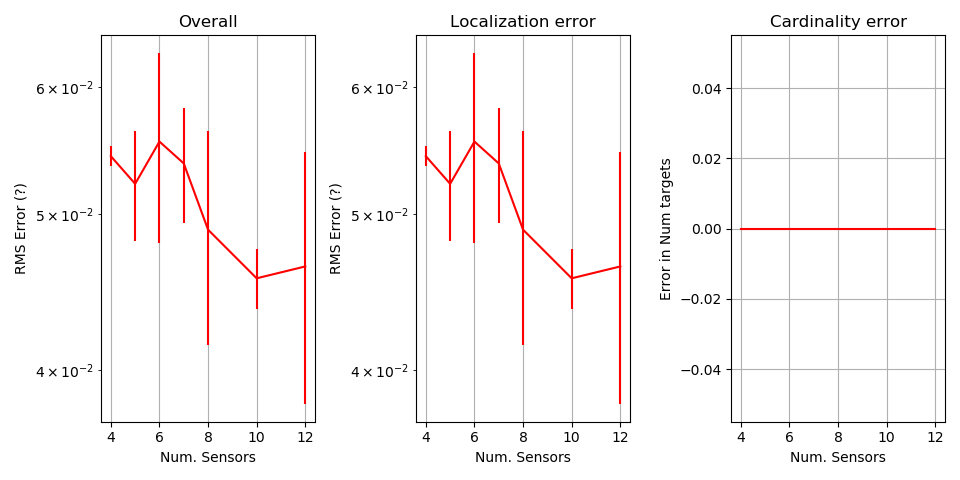 Overall
Localization error
Cardinality error
6 × 10⁻²
5 × 10⁻²
4 × 10⁻²
RMS Error (?)
4 6 8 10 12
Num. Sensors
6 × 10⁻²
5 × 10⁻²
4 × 10⁻²
RMS Error (?)
4 6 8 10 12
Num. Sensors
0.04
0.02
0.00
−0.02
−0.04
Error in Num targets
4 6 8 10 12
Num. Sensors